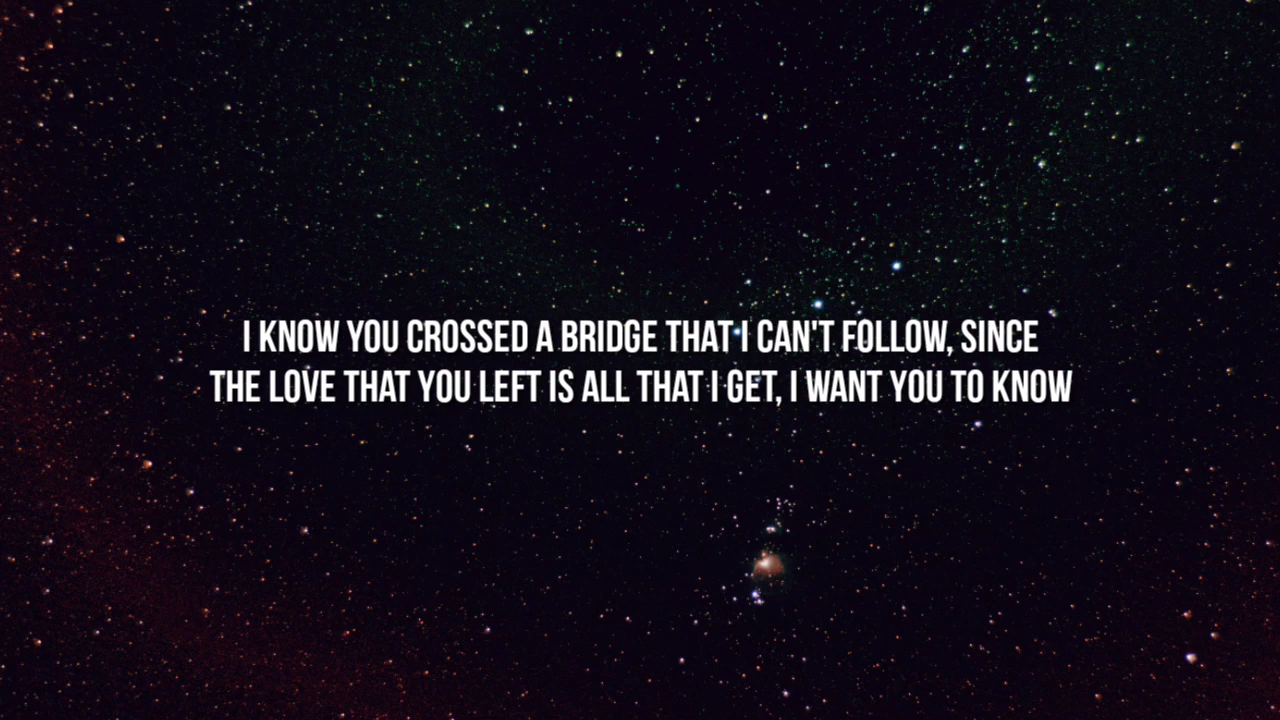 I KNOW YOU CROSSED A BRIDGE THAT I CAN'T FOLLOW, SINCE
THE LOVE THAT YOU LEFT IS ALL THAT I GET, I WANT YOU TO KNOW